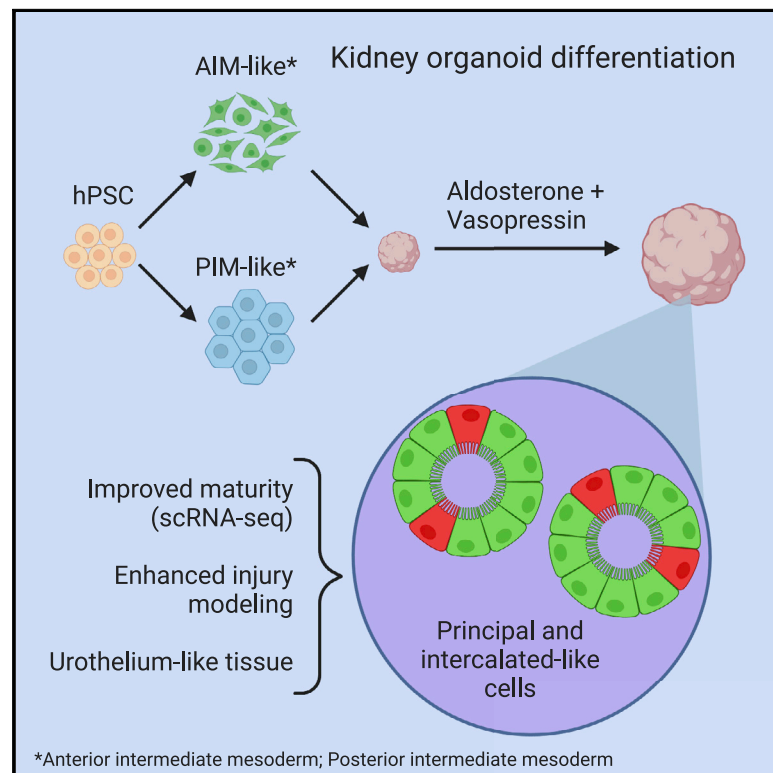 Kidney organoid differentiation
AIM-like*
hPSC
PIM-like*
Aldosterone +
Vasopressin
Improved maturity
(scRNA-seq)
Enhanced injury
modeling
Urothelium-like tissue
Principal and
intercalated-like
cells
*Anterior intermediate mesoderm; Posterior intermediate mesoderm